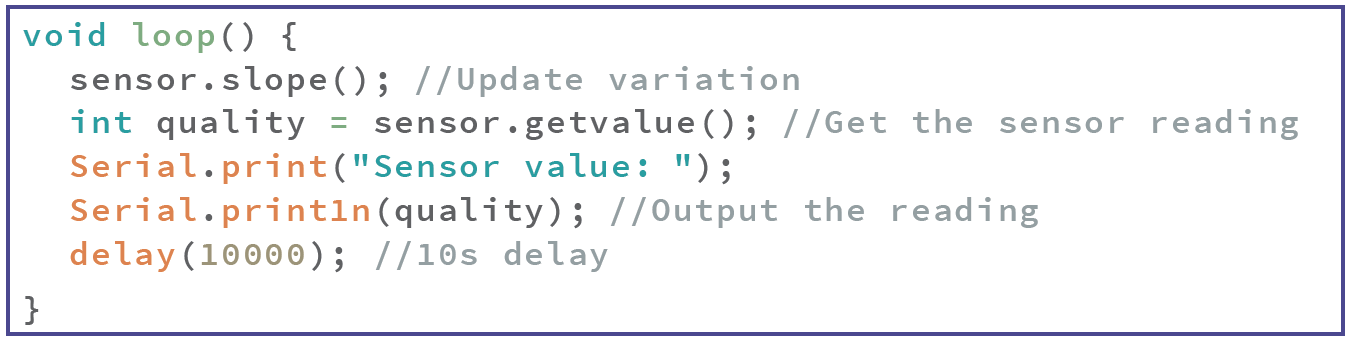 void loop() {
sensor.slope(); //Update variation
int quality = sensor.getvalue(); //Get the sensor reading
Serial.print("Sensor value: ");
Serial.print1n(quality); //Output the reading
delay(10000); //10s delay
}